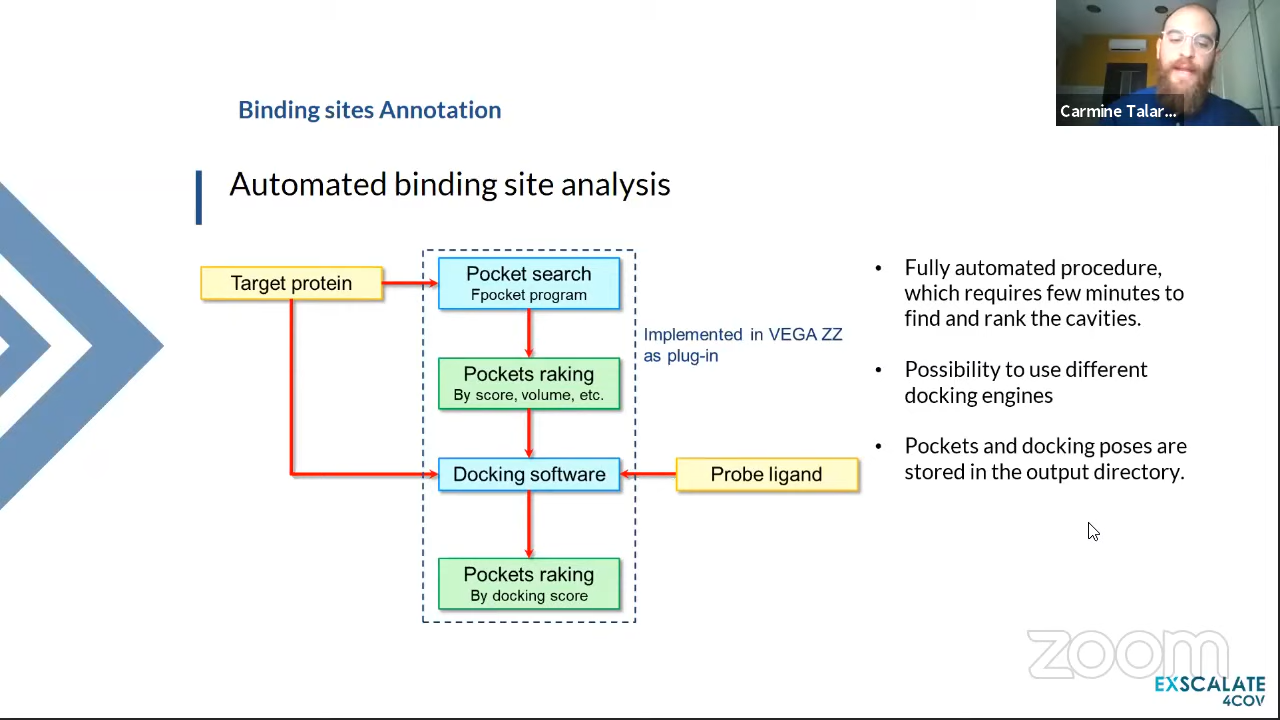 Carmine Talar...
Binding sites Annotation
Automated binding site analysis
Target protein
Pocket search
Fpocket program
Implemented in VEGA ZZ
as plug-in
Pockets raking
By score, volume, etc.
Docking software
Probe ligand
Pockets raking
By docking score
• Fully automated procedure,
which requires few minutes to
find and rank the cavities.
• Possibility to use different
docking engines
• Pockets and docking poses are
stored in the output directory.
zoom
EXSCALATE
4COV